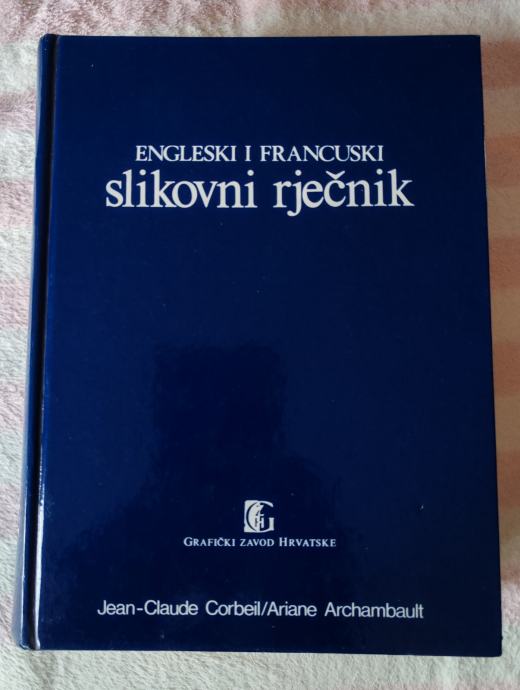 ENGLESKI I FRANCUSKI
slikovni rječnik
GRAFIČKI ZAVOD HRVATSKE
Jean-Claude Corbeil/Ariane Archambault